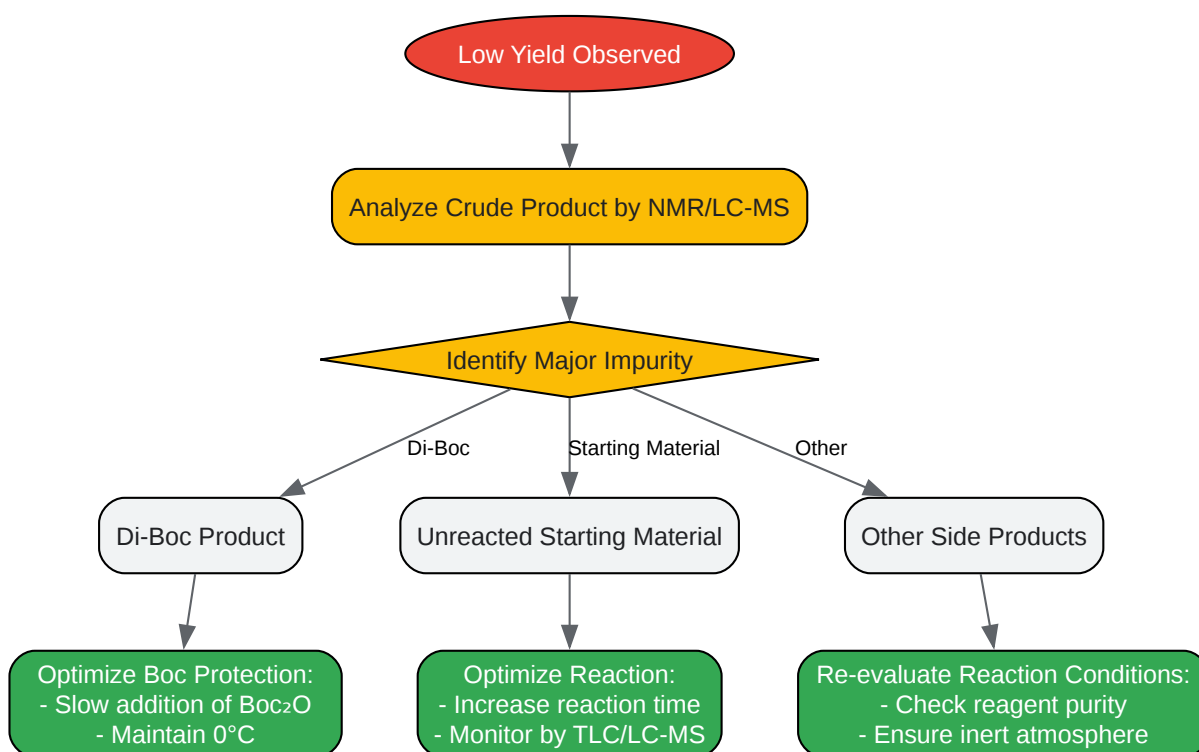 Low Yield Observed
Analyze Crude Product by NMR/LC-MS
Identify Major Impurity
Di-Boc
Starting Material
Other
Di-Boc Product
Unreacted Starting Material
Other Side Products
Optimize Boc Protection:
- Slow addition of Boc₂O
- Maintain 0°C
Optimize Reaction:
- Increase reaction time
- Monitor by TLC/LC-MS
Re-evaluate Reaction Conditions:
- Check reagent purity
- Ensure inert atmosphere